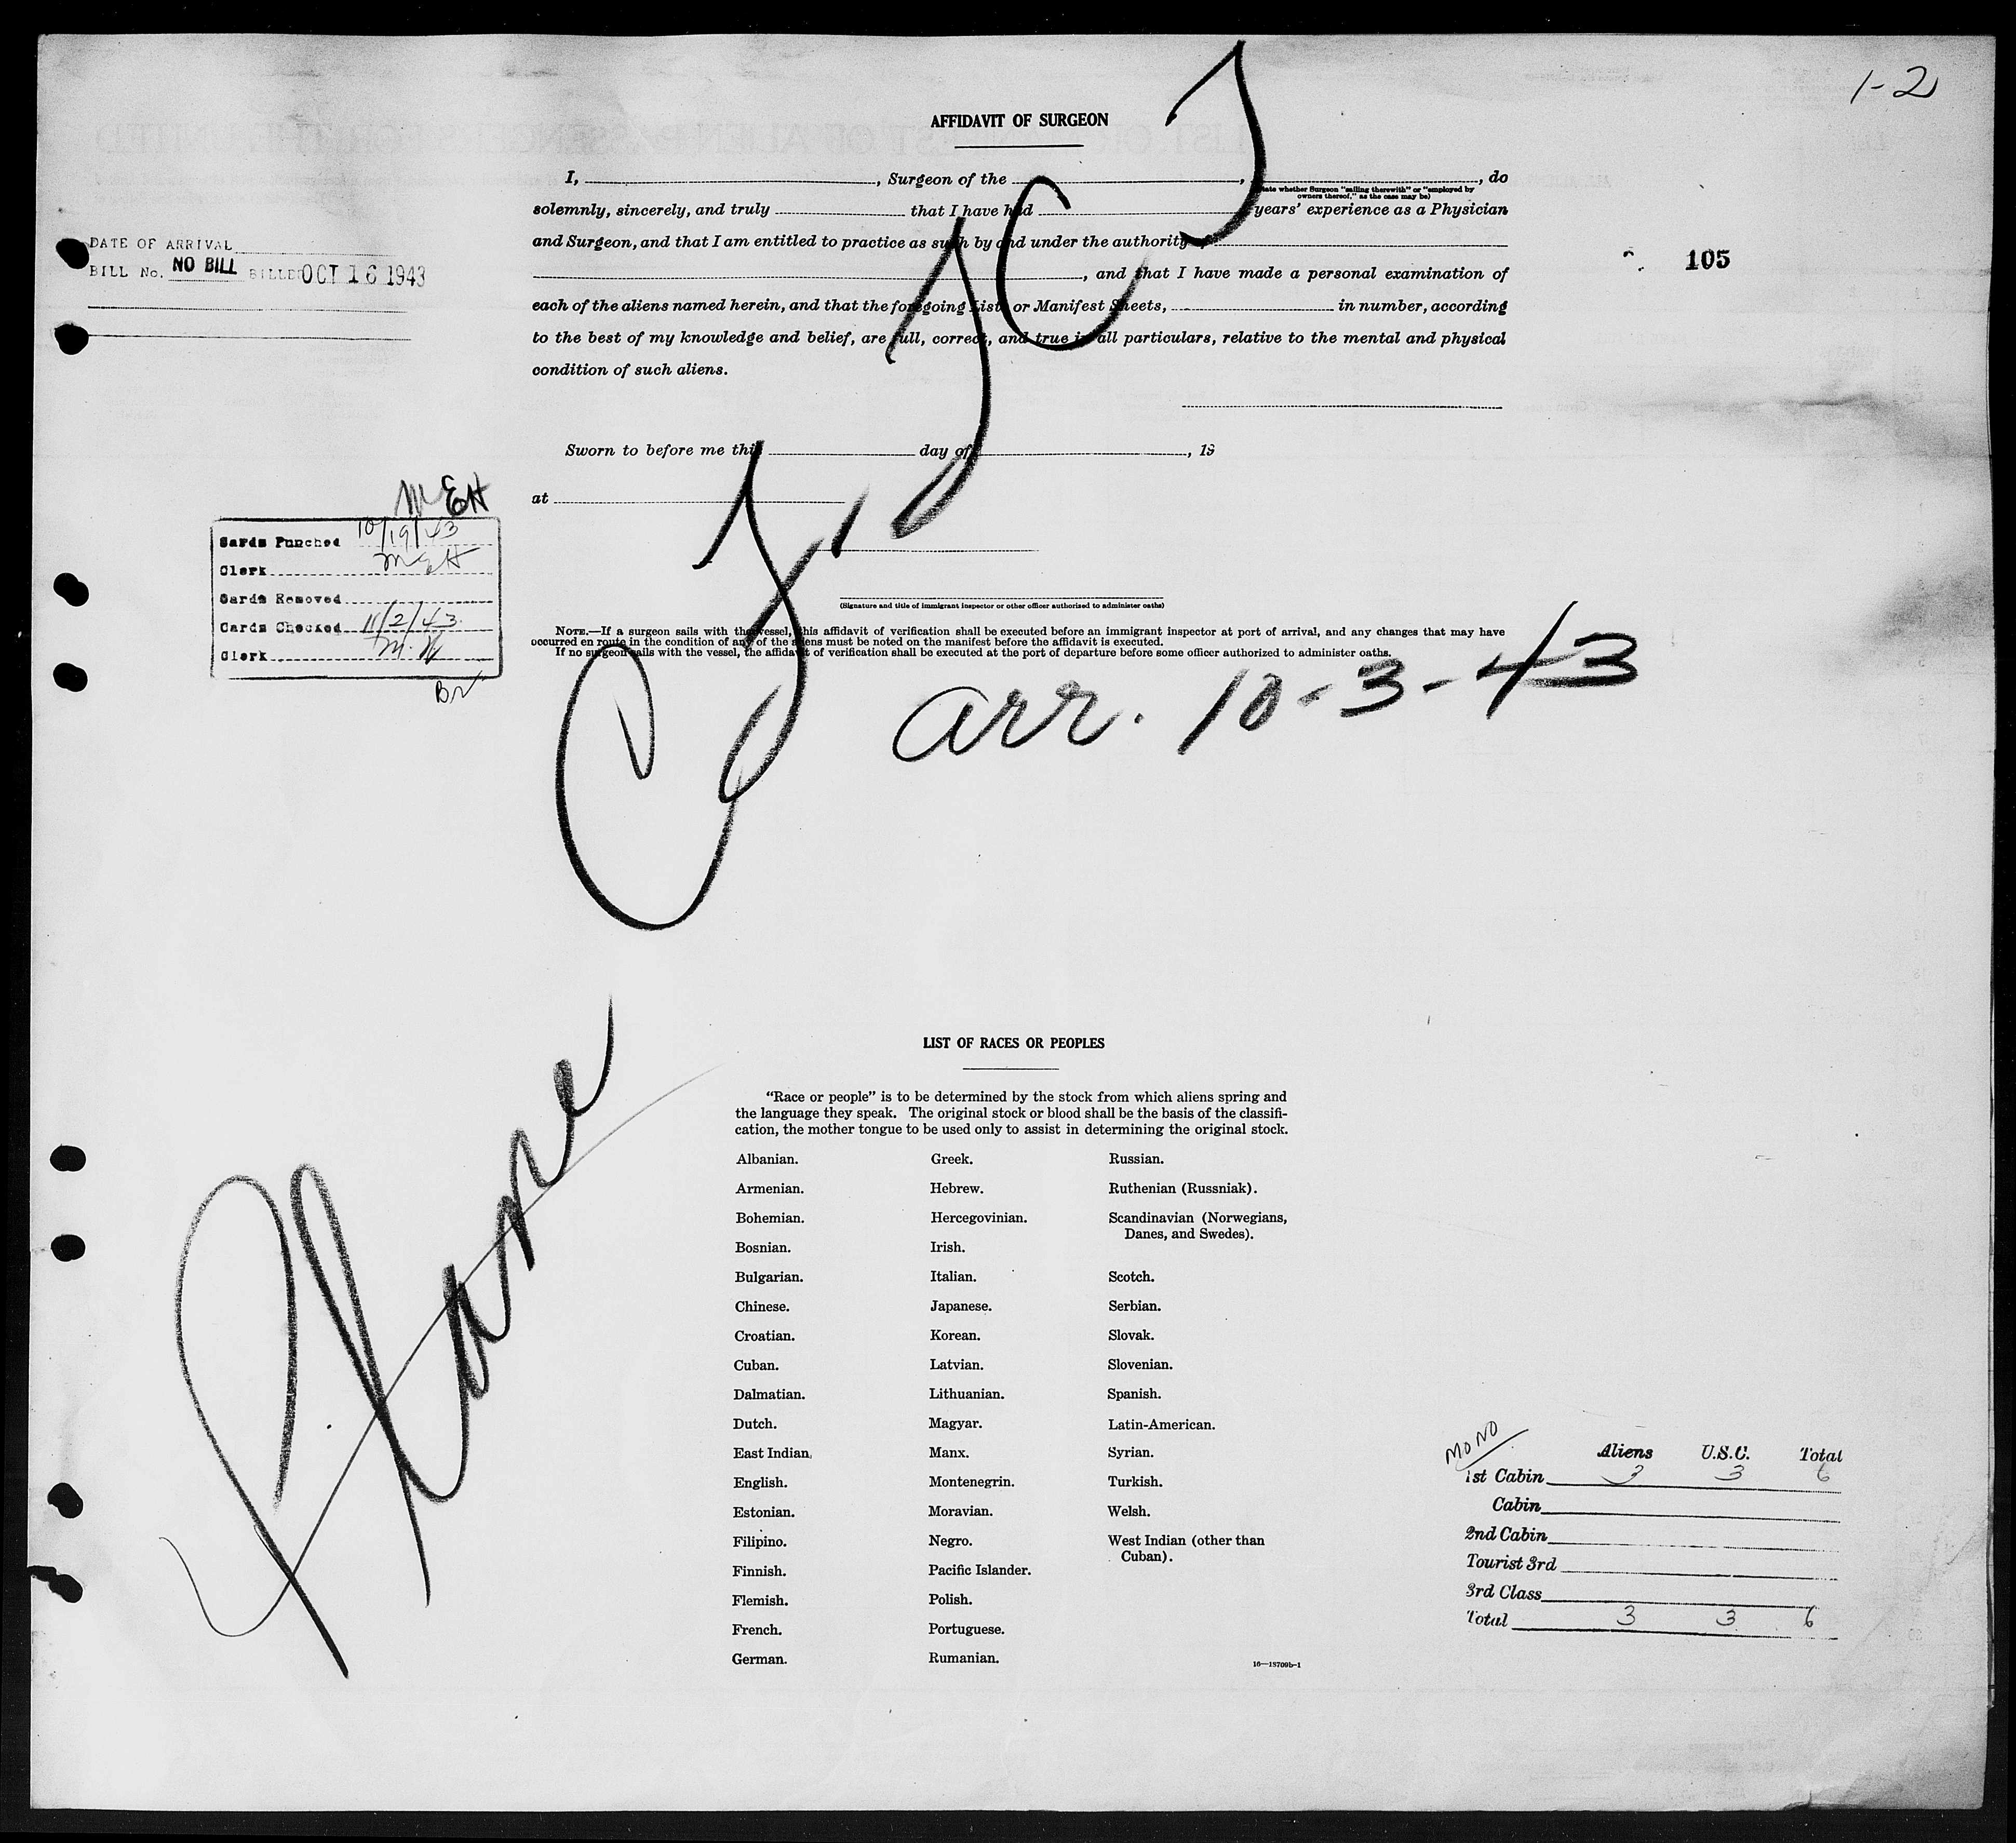 1-2
AFFIDAVIT OF SURGEON
I, , Surgeon of the , , do
(State whether Surgeon "sailing therewith" or "employed by
owners thereof," as the case may be)
solemnly, sincerely, and truly that I have had years' experience as a Physician
and Surgeon, and that I am entitled to practice as such by and under the authority of
, and that I have made a personal examination of
each of the aliens named herein, and that the foregoing List or Manifest Sheets, in number, according
to the best of my knowledge and belief, are full, correct, and true in all particulars, relative to the mental and physical
condition of such aliens.
Sworn to before me this day of , 19
at
(Signature and title of immigrant inspector or other officer authorized to administer oaths)
NOTE.—If a surgeon sails with the vessel, this affidavit of verification shall be executed before an immigrant inspector at port of arrival, and any changes that may have
occurred en route in the condition of any of the aliens must be noted on the manifest before the affidavit is executed.
If no surgeon sails with the vessel, the affidavit of verification shall be executed at the port of departure before some officer authorized to administer oaths.
DATE OF ARRIVAL
BILL No. NO BILL BILLED OCT 16 1943
105
MEH
Cards Punched 10/19/43
Clerk MEH
Cards Removed
Cards Checked 11/2/43
Clerk
arr. 10-3-43
Plane
LIST OF RACES OR PEOPLES
"Race or people" is to be determined by the stock from which aliens spring and
the language they speak. The original stock or blood shall be the basis of the classifi-
cation, the mother tongue to be used only to assist in determining the original stock.
Albanian. Greek. Russian.
Armenian. Hebrew. Ruthenian (Russniak).
Bohemian. Hercegovinian. Scandinavian (Norwegians,
Danes, and Swedes).
Bosnian. Irish.
Bulgarian. Italian. Scotch.
Chinese. Japanese. Serbian.
Croatian. Korean. Slovak.
Cuban. Latvian. Slovenian.
Dalmatian. Lithuanian. Spanish.
Dutch. Magyar. Latin-American.
East Indian. Manx. Syrian.
English. Montenegrin. Turkish.
Estonian. Moravian. Welsh.
Filipino. Negro. West Indian (other than
Cuban).
Finnish. Pacific Islander.
Flemish. Polish.
French. Portuguese.
German. Rumanian.
16—18709b-1
MONO
Aliens U.S.C. Total
1st Cabin 3 3 6
Cabin
2nd Cabin
Tourist 3rd
3rd Class
Total 3 3 6